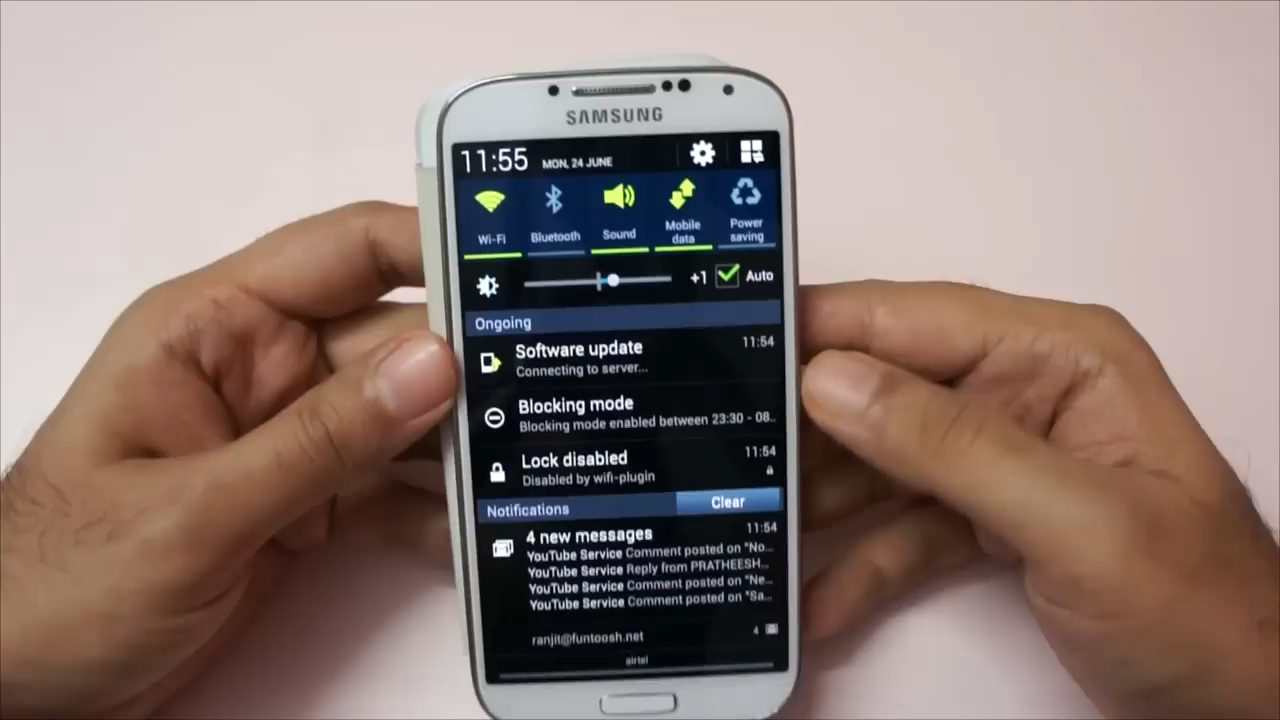 SAMSUNG
11:55 MON, 24 JUNE
Wi-Fi Bluetooth Sound Mobile data Power saving
+1 Auto
Ongoing
Software update 11:54
Connecting to server...
Blocking mode
Blocking mode enabled between 23:30 - 08..
Lock disabled 11:54
Disabled by wifi-plugin
Notifications Clear
4 new messages 11:54
YouTube Service Comment posted on "No...
YouTube Service Reply from PRATHEESH...
YouTube Service Comment posted on "Ne...
YouTube Service Comment posted on "Sa...
ranjit@funtoosh.net 4
airtel